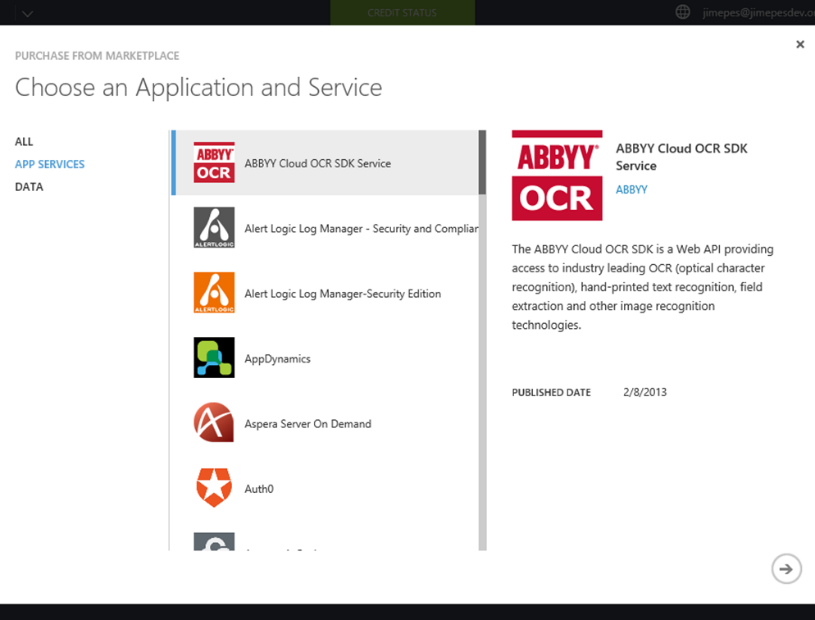 CREDIT STATUS
jimepes@jimepesdev.o
PURCHASE FROM MARKETPLACE
Choose an Application and Service
ALL
APP SERVICES
DATA
ABBYY
OCR
ABBYY Cloud OCR SDK Service
ALERTLOGIC
Alert Logic Log Manager - Security and Complian
ALERTLOGIC
Alert Logic Log Manager-Security Edition
AppDynamics
Aspera Server On Demand
Auth0
ABBYY
OCR
ABBYY Cloud OCR SDK
Service
ABBYY
The ABBYY Cloud OCR SDK is a Web API providing
access to industry leading OCR (optical character
recognition), hand-printed text recognition, field
extraction and other image recognition
technologies.
PUBLISHED DATE 2/8/2013